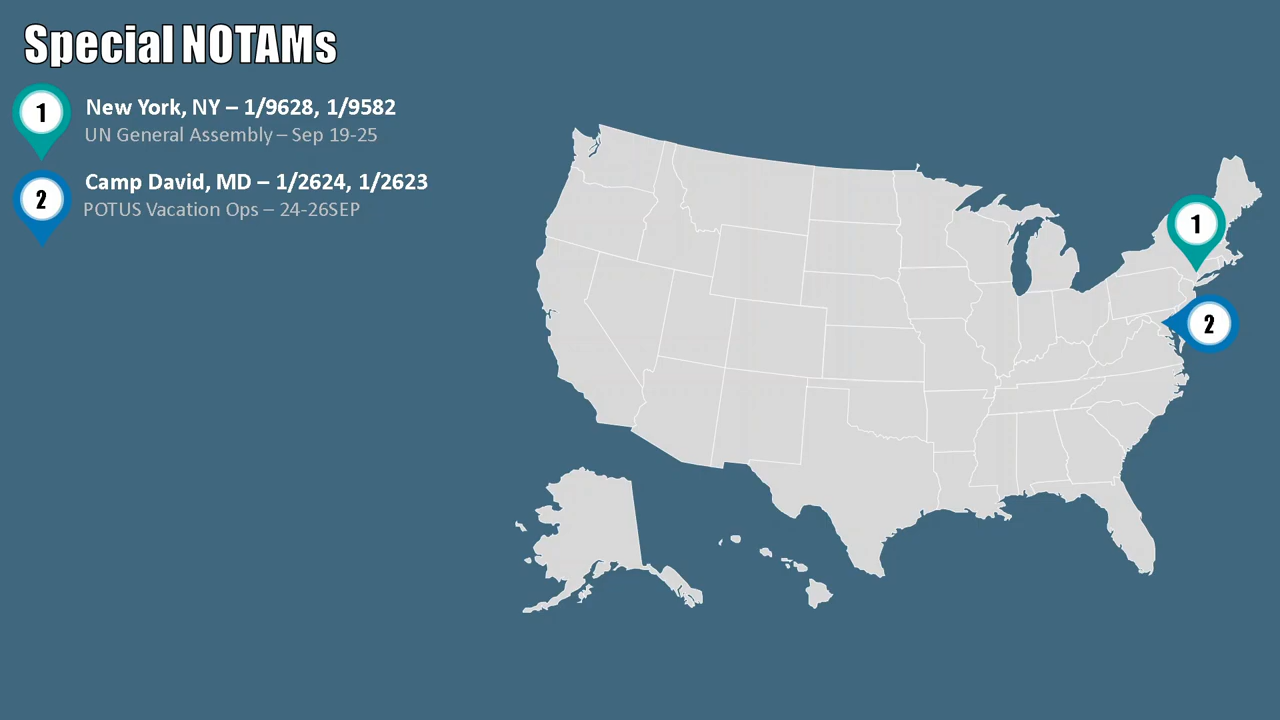 Special NOTAMs
1
New York, NY – 1/9628, 1/9582
UN General Assembly – Sep 19-25
2
Camp David, MD – 1/2624, 1/2623
POTUS Vacation Ops – 24-26SEP
1
2